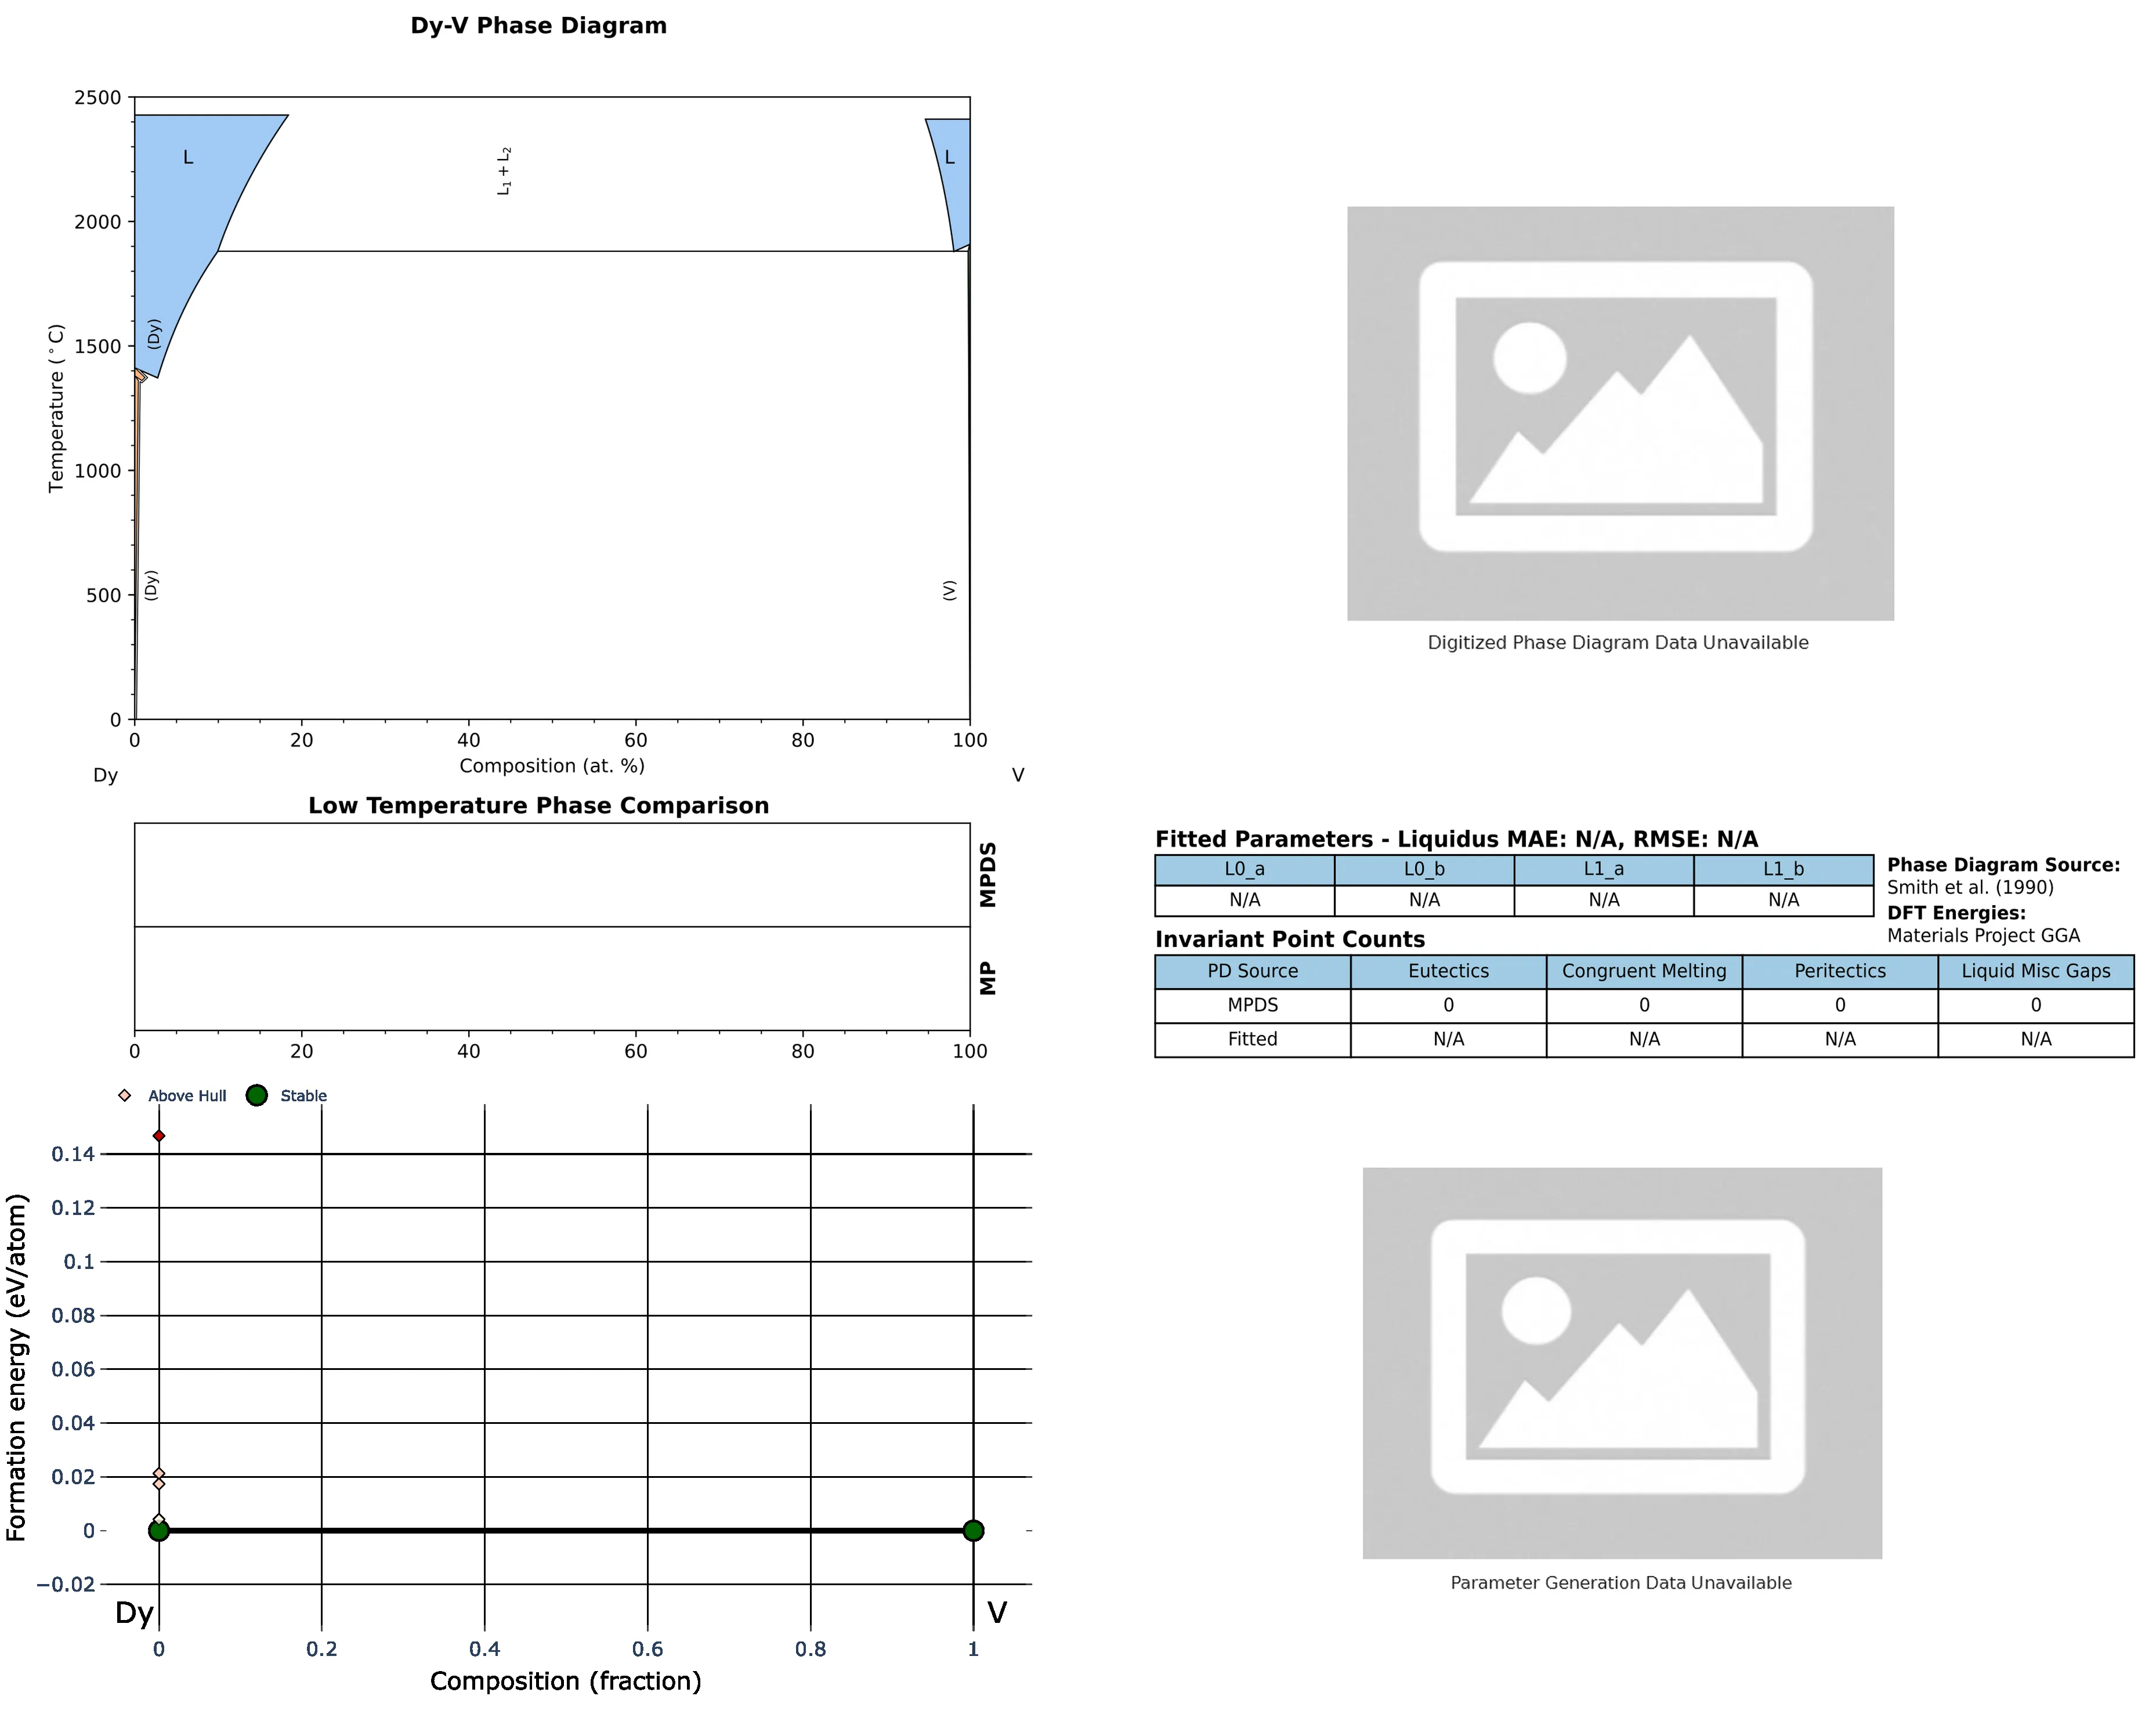 Dy-V Phase Diagram
2500
2000
1500
1000
500
0
Temperature (°C)
L
L₁ + L₂
L
(Dy)
(Dy)
(V)
0 20 40 60 80 100
Composition (at. %)
Dy V
Digitized Phase Diagram Data Unavailable
Low Temperature Phase Comparison
MPDS
MP
0 20 40 60 80 100
Fitted Parameters - Liquidus MAE: N/A, RMSE: N/A
L0_a L0_b L1_a L1_b
N/A N/A N/A N/A
Phase Diagram Source:
Smith et al. (1990)
DFT Energies:
Materials Project GGA
Invariant Point Counts
PD Source Eutectics Congruent Melting Peritectics Liquid Misc Gaps
MPDS 0 0 0 0
Fitted N/A N/A N/A N/A
Above Hull Stable
0.14
0.12
0.1
0.08
0.06
0.04
0.02
0
−0.02
Formation energy (eV/atom)
Dy V
0 0.2 0.4 0.6 0.8 1
Composition (fraction)
Parameter Generation Data Unavailable